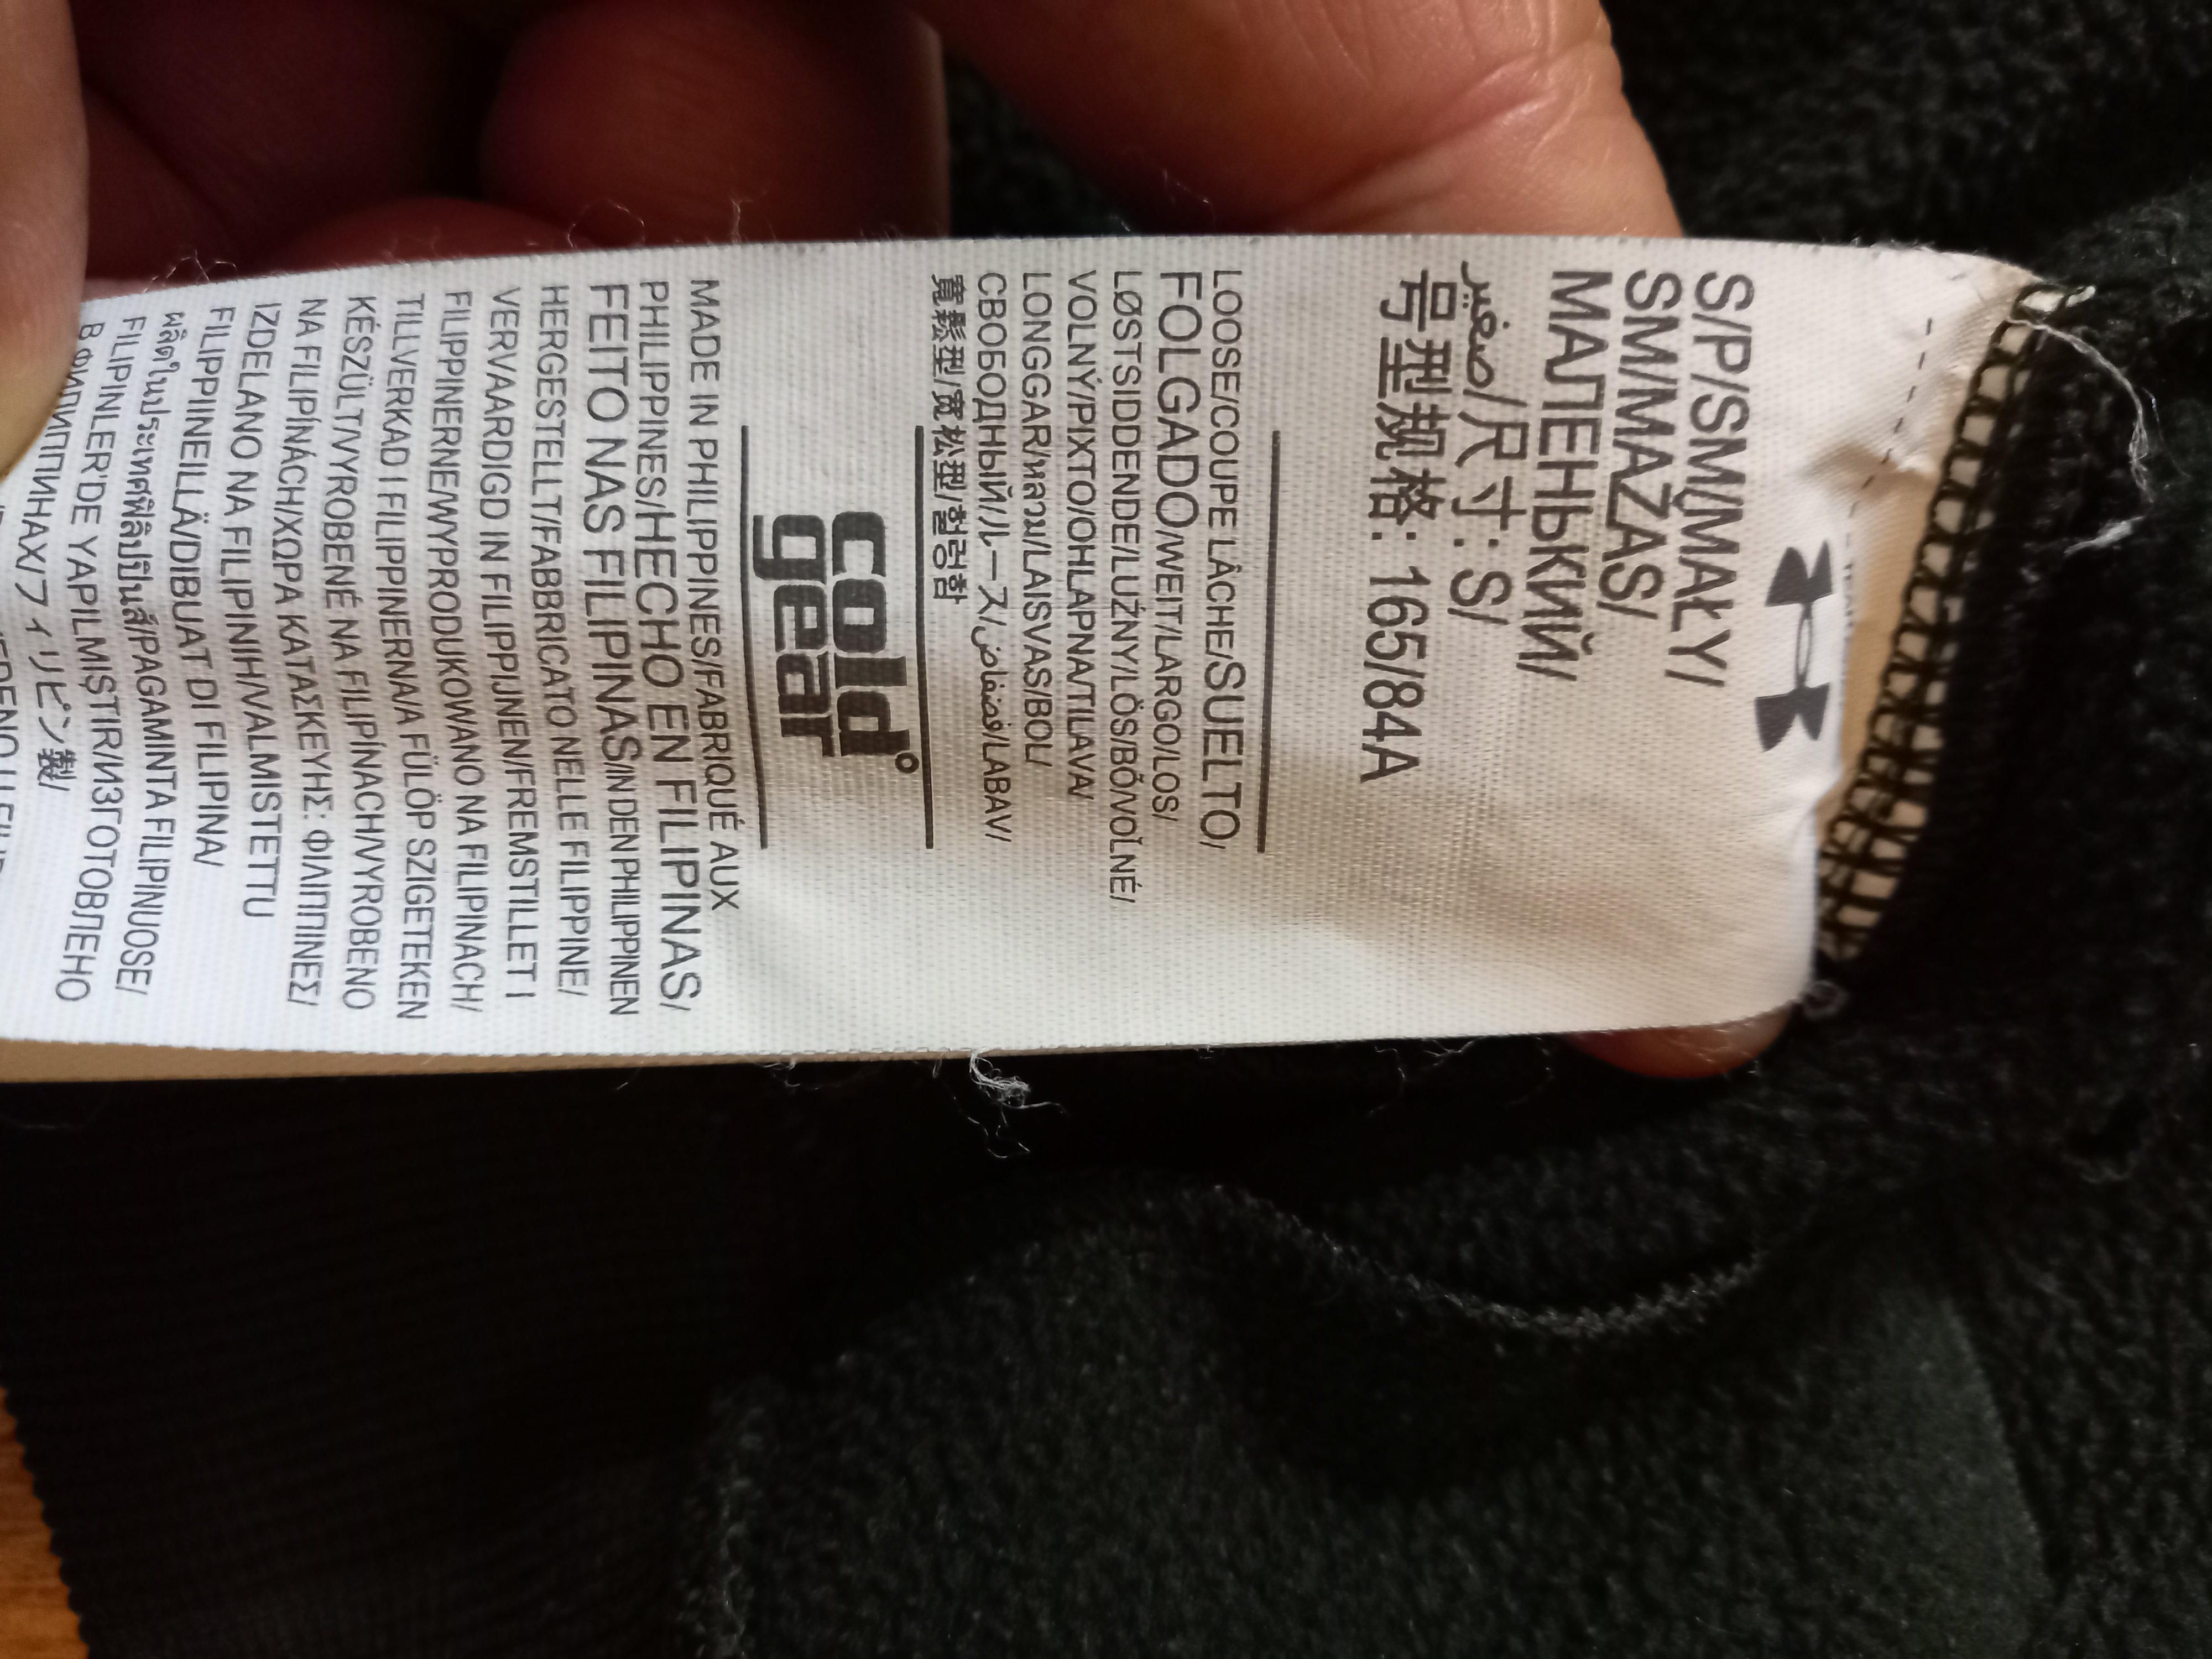 S/P/SM/MAŁY/
SM/MAŽAS/
МАЛЕНЬКИЙ/
صغير/尺寸: S/
号型规格: 165/84A
LOOSE/COUPE LÂCHE/SUELTO/
FOLGADO/WEIT/LARGO/LOS/
LØSTSIDDENDE/LUŹNY/LÖS/BŐ/VOĽNÉ/
VOLNÝ/PIXTO/OHLAPNA/TILAVA/
LONGGAR/หลวม/LAISVAS/BOL/
СВОБОДНЫЙ/ルーズ/فضفاض/LABAV/
寬鬆型/宽松型/헐렁함
cold
gear
MADE IN PHILIPPINES/FABRIQUÉ AUX
PHILIPPINES/HECHO EN FILIPINAS/
FEITO NAS FILIPINAS/IN DEN PHILIPPINEN
HERGESTELLT/FABBRICATO NELLE FILIPPINE/
VERVAARDIGD IN FILIPPIJNEN/FREMSTILLET I
FILIPPINERNE/WYPRODUKOWANO NA FILIPINACH/
TILLVERKAD I FILIPPINERNA/A FÜLÖP SZIGETEKEN
KÉSZÜLT/VYROBENÉ NA FILIPÍNACH/VYROBENO
NA FILIPÍNÁCH/ΧΩΡΑ ΚΑΤΑΣΚΕΥΗΣ: ΦΙΛΙΠΠΙΝΕΣ/
IZDELANO NA FILIPINIH/VALMISTETTU
FILIPPIINEILLÄ/DIBUAT DI FILIPINA/
ผลิตในประเทศฟิลิปปินส์/PAGAMINTA FILIPINUOSE/
FILIPINLER'DE YAPILMIŞTIR/ИЗГОТОВЛЕНО
В ФИЛИППИНАХ/フィリピン製/